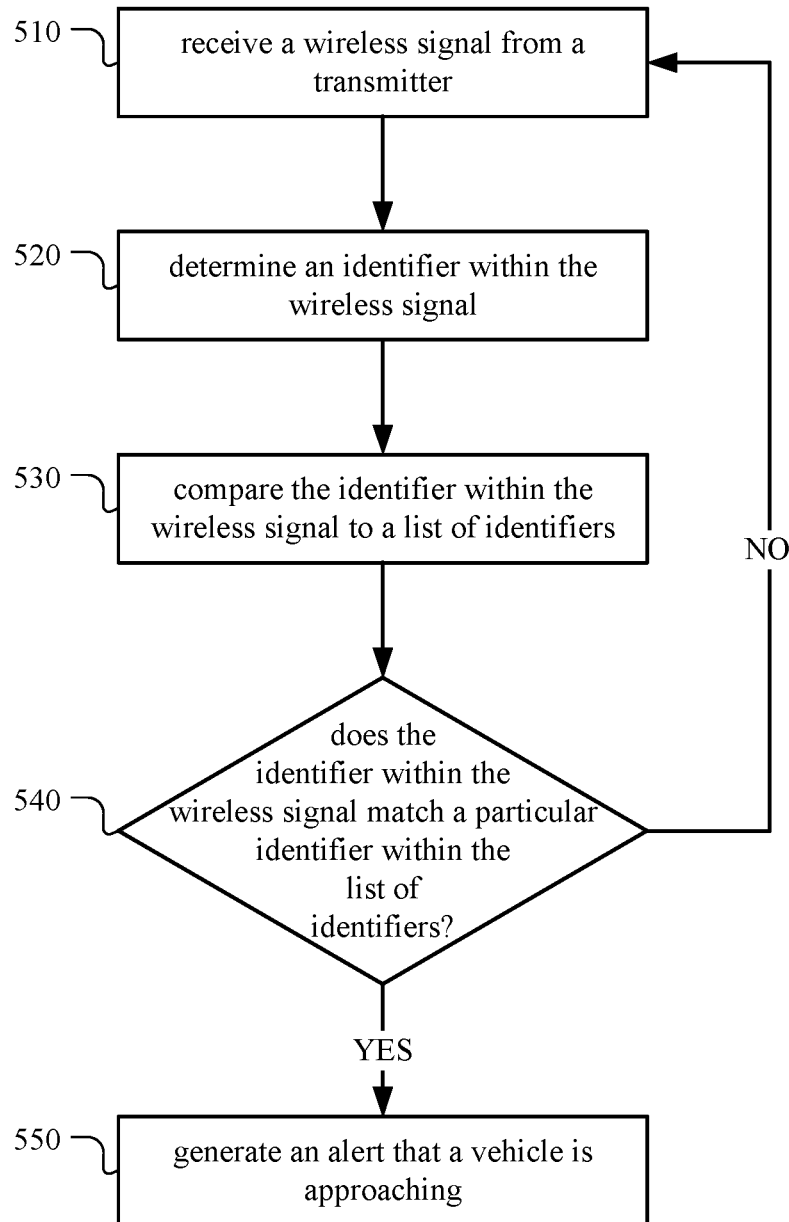 510
receive a wireless signal from a
transmitter
520
determine an identifier within the
wireless signal
530
compare the identifier within the
wireless signal to a list of identifiers
NO
540
does the
identifier within the
wireless signal match a particular
identifier within the
list of
identifiers?
YES
550
generate an alert that a vehicle is
approaching